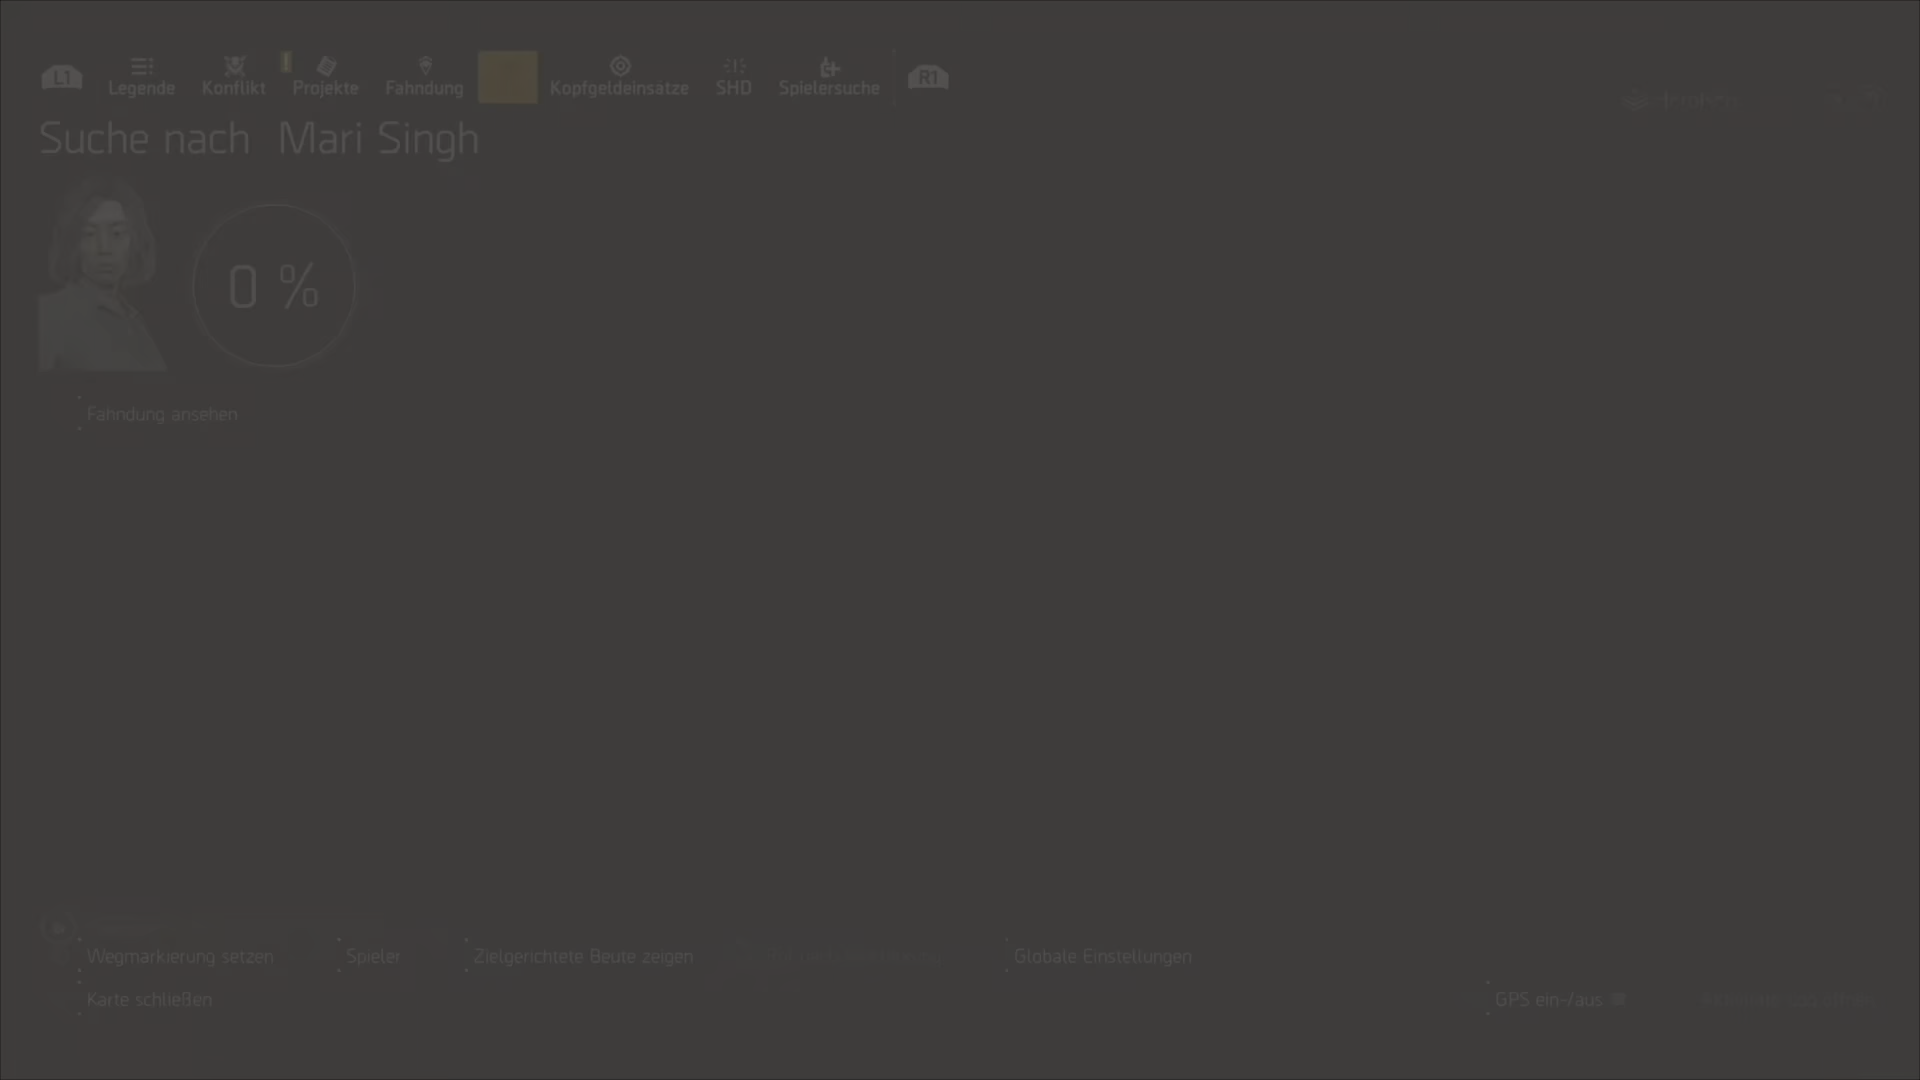 L1 Legende Konflikt ! Projekte Fahndung Kopfgeldeinsätze SHD Spielersuche R1
Suche nach Mari Singh
0 %
Fahndung ansehen
Wegmarkierung setzen Spieler Zielgerichtete Beute zeigen Globale Einstellungen
Karte schließen GPS ein-/aus